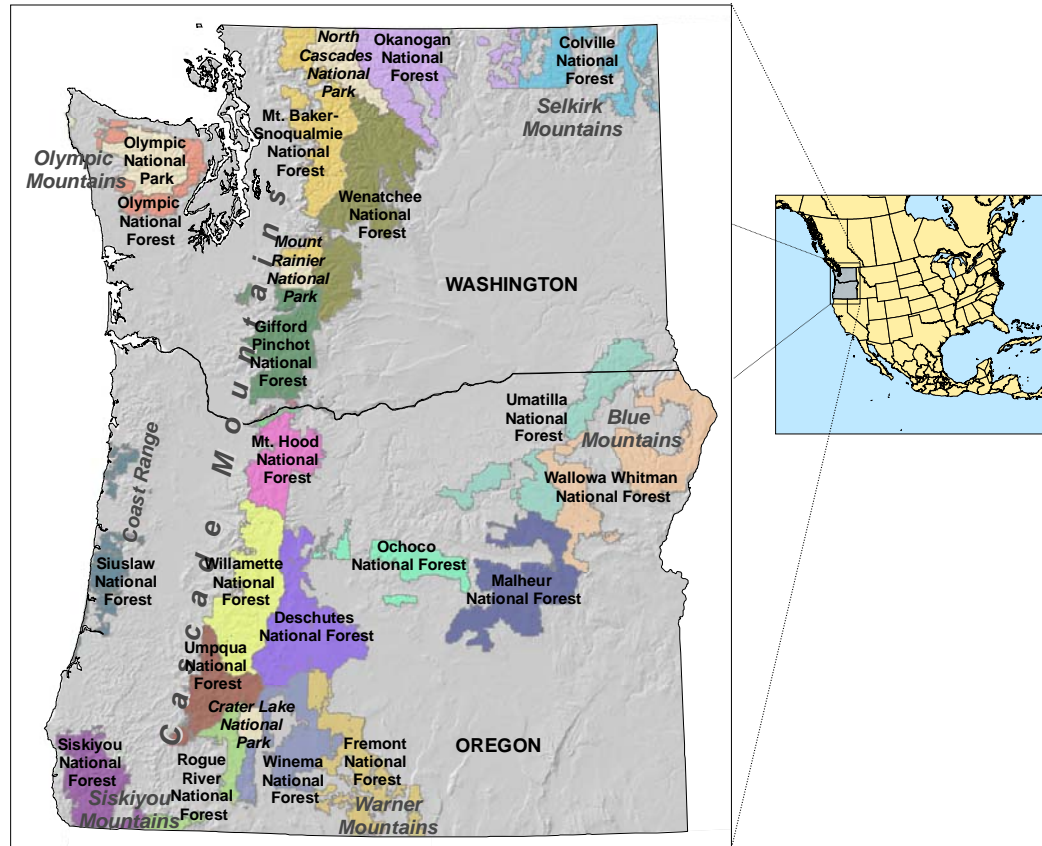 North
Cascades
National
Park
Okanogan
National
Forest
Colville
National
Forest
Selkirk
Mountains
Mt. Baker-
Snoqualmie
National
Forest
Olympic
Mountains
Olympic
National
Park
Olympic
National
Forest
Wenatchee
National
Forest
Mount
Rainier
National
Park
WASHINGTON
Gifford
Pinchot
National
Forest
Cascade Mountains
Umatilla
National
Forest
Blue
Mountains
Mt. Hood
National
Forest
Wallowa Whitman
National Forest
Coast Range
Ochoco
National Forest
Siuslaw
National
Forest
Willamette
National
Forest
Malheur
National Forest
Deschutes
National Forest
Umpqua
National
Forest
Crater Lake
National
Park
OREGON
Siskiyou
National
Forest
Siskiyou
Mountains
Rogue
River
National
Forest
Winema
National
Forest
Fremont
National
Forest
Warner
Mountains